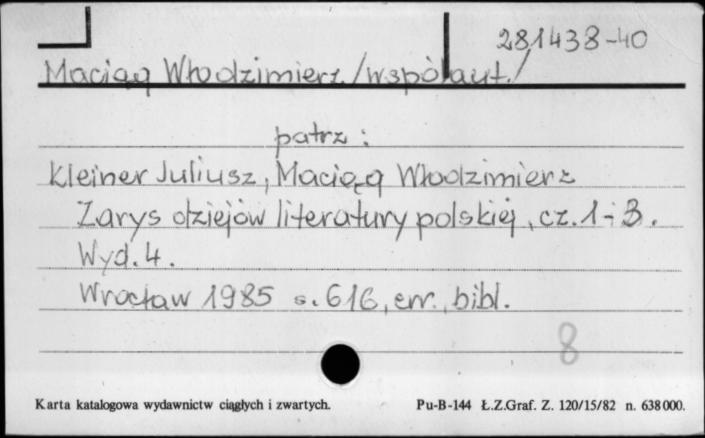 281438-40
Maciąg Włodzimierz /współaut./
patrz:
Kleiner Juliusz, Maciąg Włodzimierz
Zarys dziejów literatury polskiej, cz. 1-3.
Wyd. 4.
Wrocław 1985 s. 616, err., bibl.
8
Karta katalogowa wydawnictw ciągłych i zwartych. Pu-B-144 Ł.Z.Graf. Z. 120/15/82 n. 638000.